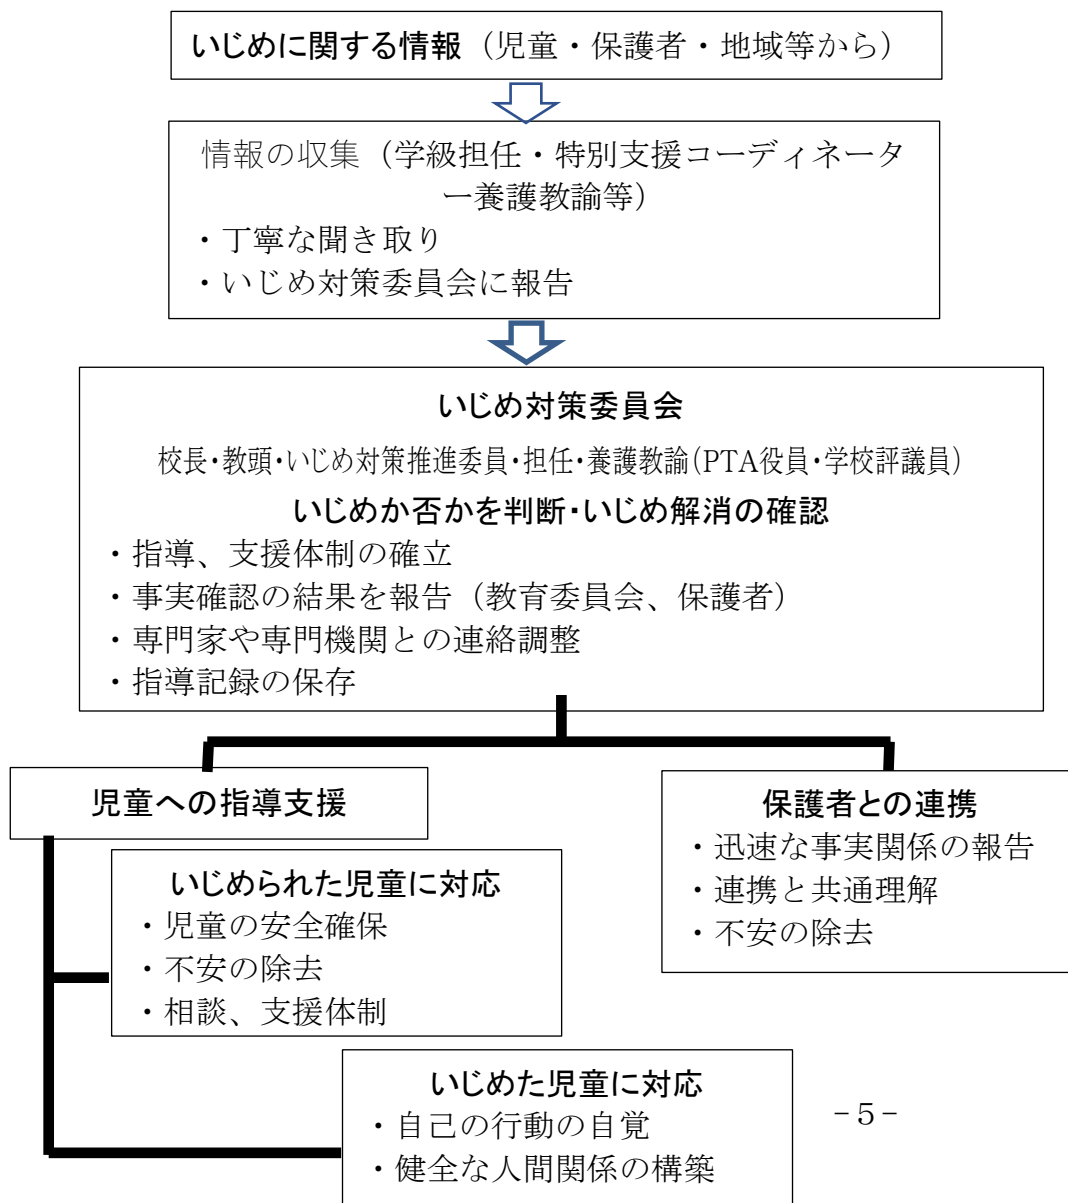 いじめに関する情報（児童・保護者・地域等から）
情報の収集（学級担任・特別支援コーディネータ
ー養護教諭等）
・丁寧な聞き取り
・いじめ対策委員会に報告
いじめ対策委員会
校長・教頭・いじめ対策推進委員・担任・養護教諭(PTA役員・学校評議員)
いじめか否かを判断・いじめ解消の確認
・指導、支援体制の確立
・事実確認の結果を報告（教育委員会、保護者）
・専門家や専門機関との連絡調整
・指導記録の保存
児童への指導支援
いじめられた児童に対応
・児童の安全確保
・不安の除去
・相談、支援体制
いじめた児童に対応
・自己の行動の自覚
・健全な人間関係の構築
保護者との連携
・迅速な事実関係の報告
・連携と共通理解
・不安の除去
-5-